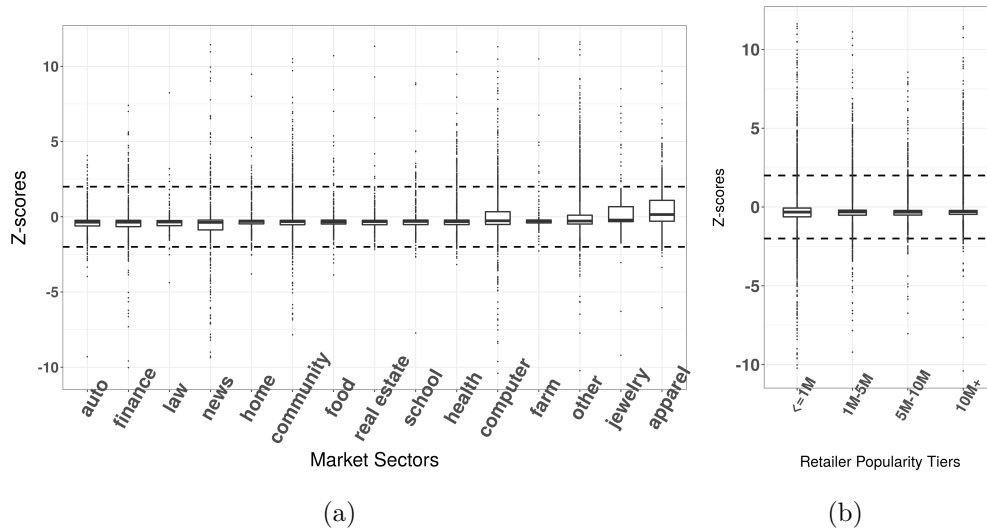 10
5
0
-5
-10
Z-scores
auto
finance
law
news
home
community
food
real estate
school
health
computer
farm
other
jewelry
apparel
Market Sectors
(a)
10
5
0
-5
-10
Z-scores
<=1M
1M-5M
5M-10M
10M+
Retailer Popularity Tiers
(b)